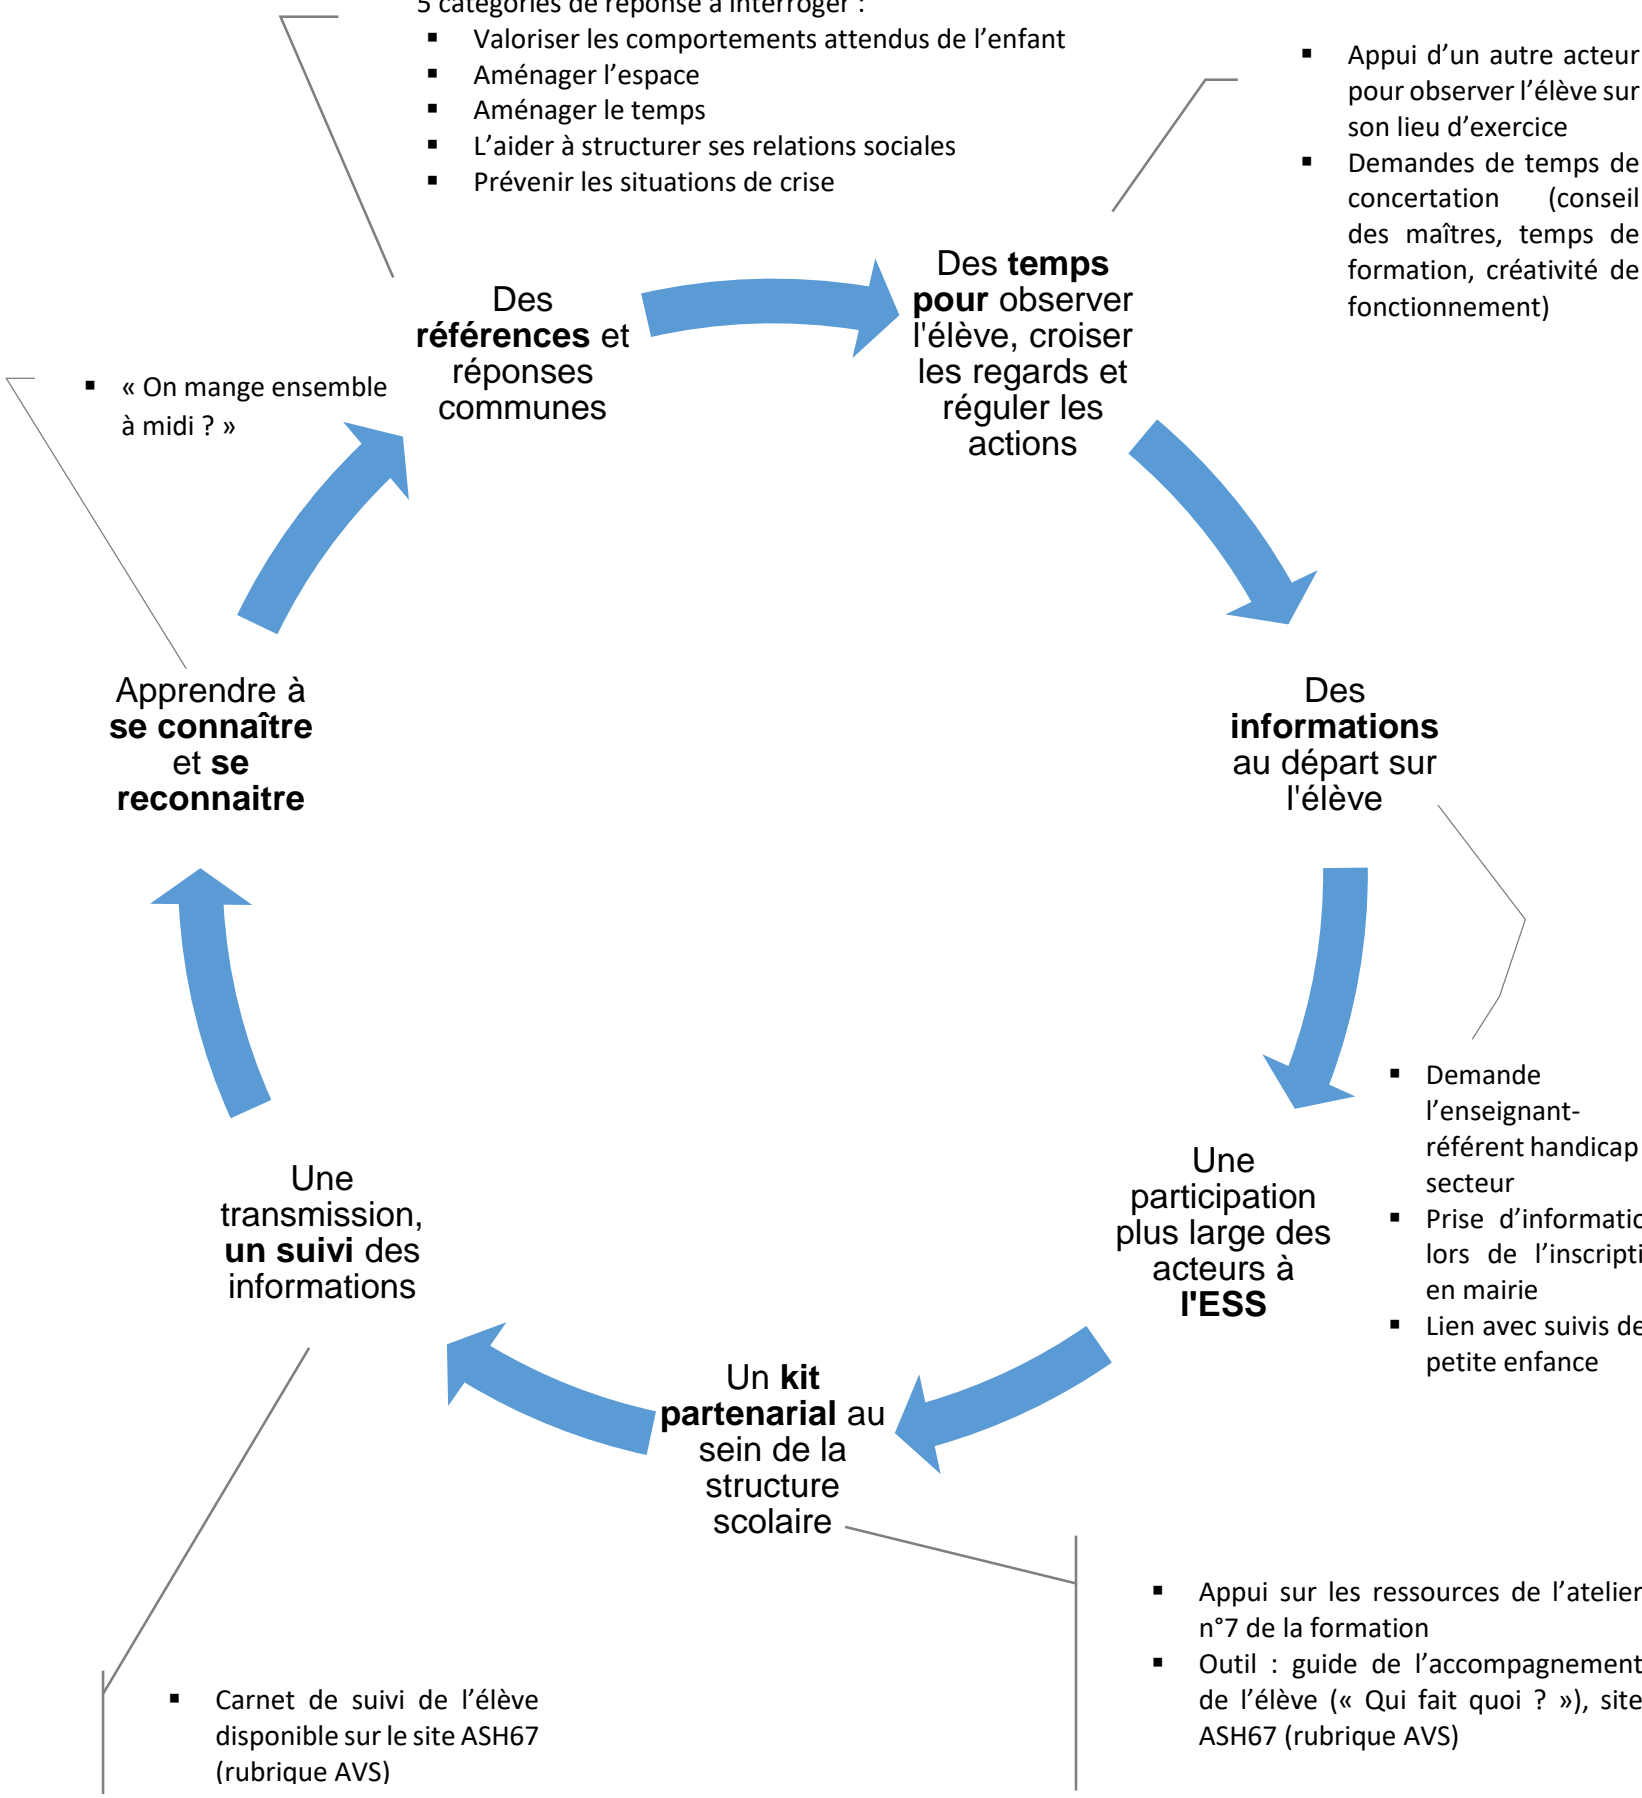 5 catégories de réponse à interroger :
▪ Valoriser les comportements attendus de l’enfant
▪ Aménager l’espace
▪ Aménager le temps
▪ L’aider à structurer ses relations sociales
▪ Prévenir les situations de crise
▪ Appui d’un autre acteur
pour observer l’élève sur
son lieu d’exercice
▪ Demandes de temps de
concertation (conseil
des maîtres, temps de
formation, créativité de
fonctionnement)
Des
références et
réponses
communes
Des temps
pour observer
l'élève, croiser
les regards et
réguler les
actions
▪ « On mange ensemble
à midi ? »
Apprendre à
se connaître
et se
reconnaitre
Des
informations
au départ sur
l'élève
▪ Demande
l’enseignant-
référent handicap
secteur
▪ Prise d’informatio
lors de l’inscripti
en mairie
▪ Lien avec suivis de
petite enfance
Une
participation
plus large des
acteurs à
l'ESS
Une
transmission,
un suivi des
informations
Un kit
partenarial au
sein de la
structure
scolaire
▪ Appui sur les ressources de l’atelier
n°7 de la formation
▪ Outil : guide de l’accompagnement
de l’élève (« Qui fait quoi ? »), site
ASH67 (rubrique AVS)
▪ Carnet de suivi de l’élève
disponible sur le site ASH67
(rubrique AVS)